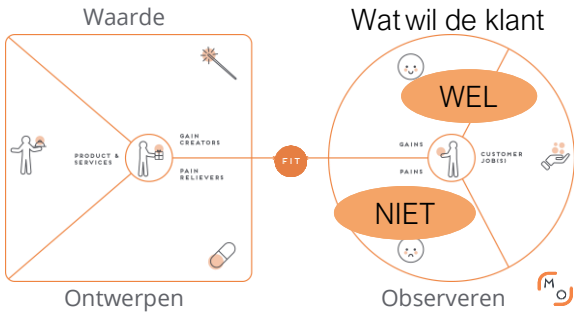 Waarde
Wat wil de klant
WEL
GAIN
CREATORS
PRODUCT &
SERVICES
PAIN
RELIEVERS
FIT
GAINS
PAINS
CUSTOMER
JOB(S)
NIET
Ontwerpen
Observeren
M
O